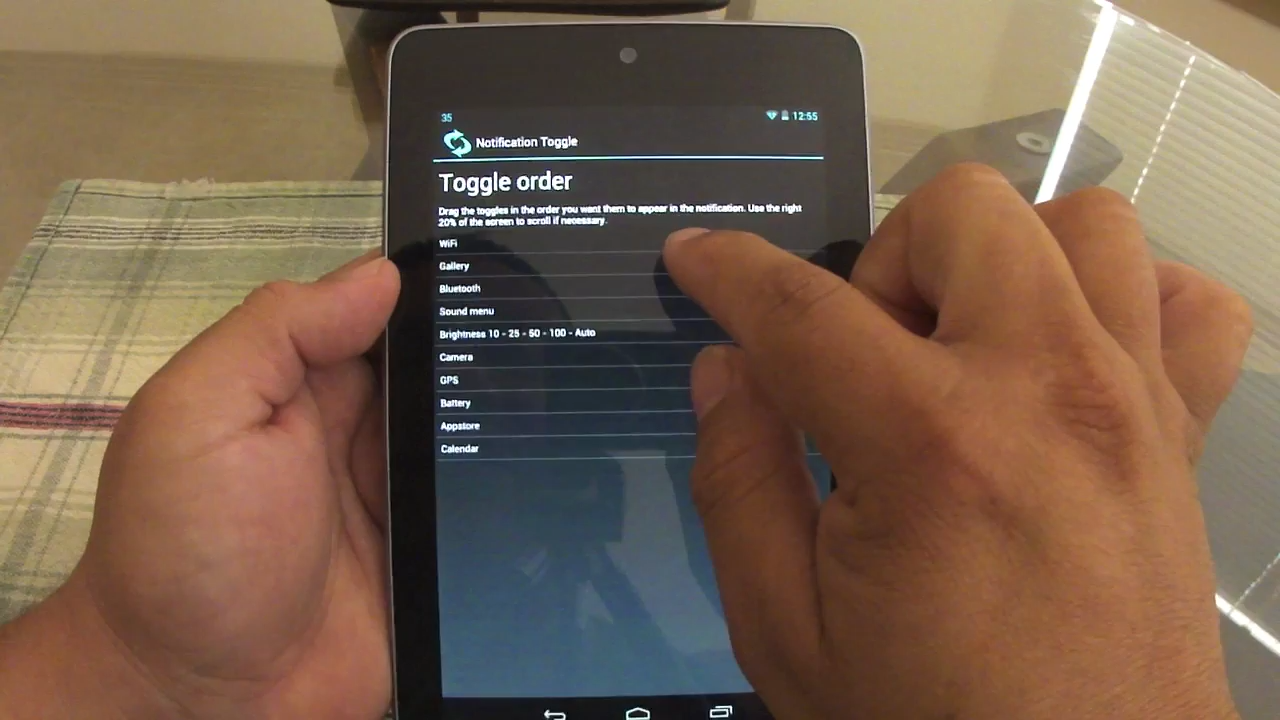 35
12:55
Notification Toggle
Toggle order
Drag the toggles in the order you want them to appear in the notification. Use the right
20% of the screen to scroll if necessary.
WiFi
Gallery
Bluetooth
Sound menu
Brightness 10 - 25 - 50 - 100 - Auto
Camera
GPS
Battery
Appstore
Calendar